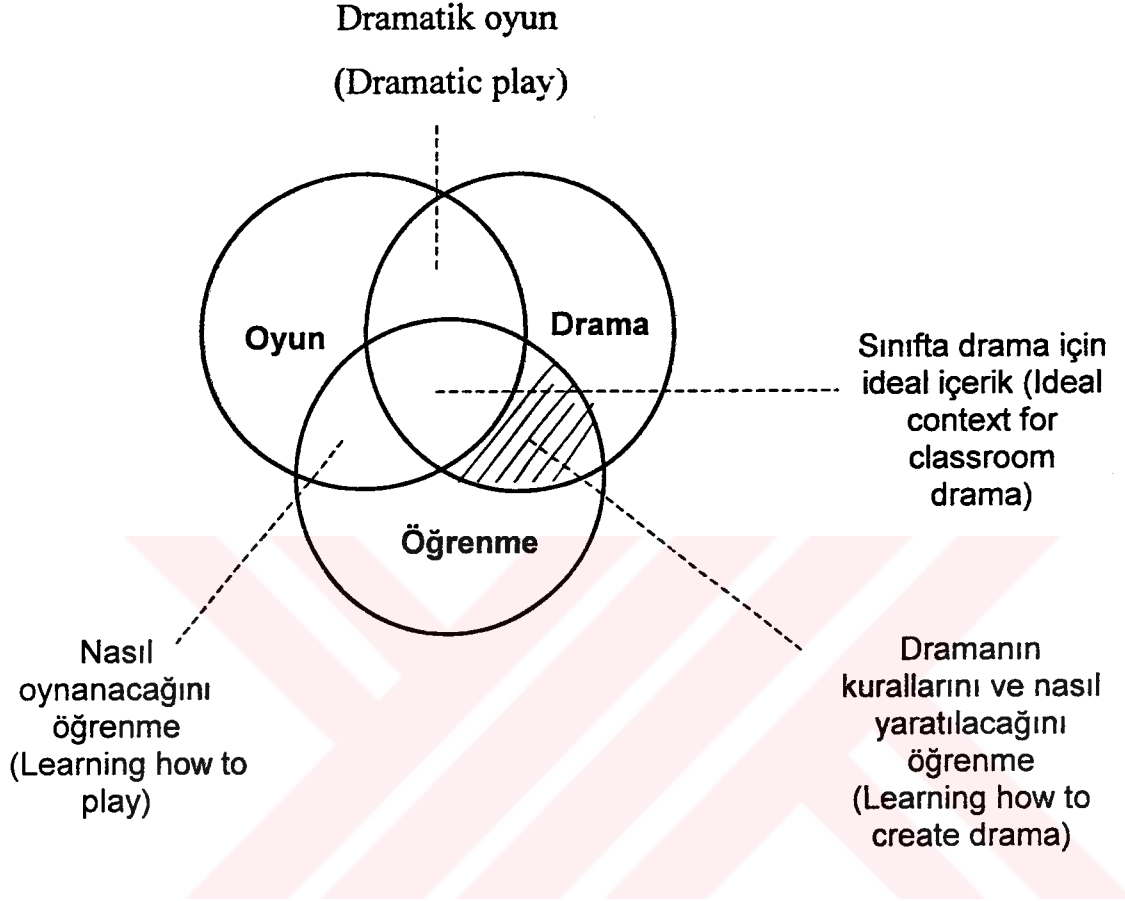 Dramatik oyun
(Dramatic play)
Oyun
Drama
Sınıfta drama için
ideal içerik (Ideal
context for
classroom
drama)
Öğrenme
Nasıl
oynanacağını
öğrenme
(Learning how to
play)
Dramanın
kurallarını ve nasıl
yaratılacağını
öğrenme
(Learning how to
create drama)